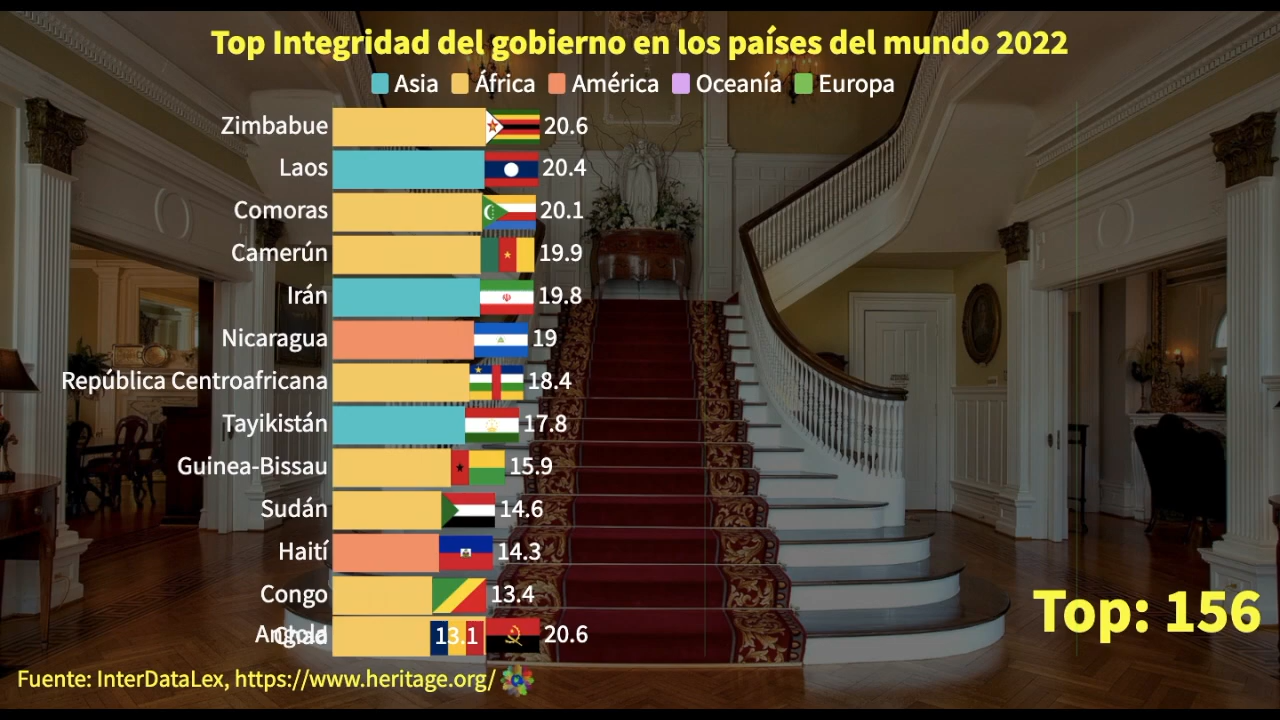 Top Integridad del gobierno en los países del mundo 2022
Asia África América Oceanía Europa
Zimbabue 20.6
Laos 20.4
Comoras 20.1
Camerún 19.9
Irán 19.8
Nicaragua 19
República Centroafricana 18.4
Tayikistán 17.8
Guinea-Bissau 15.9
Sudán 14.6
Haití 14.3
Congo 13.4
Angola 20.6
Chad 13.1
Top: 156
Fuente: InterDataLex, https://www.heritage.org/